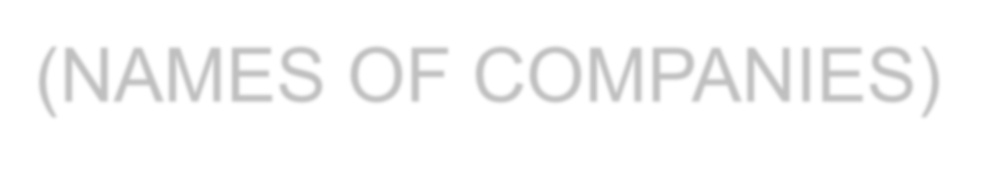 (NAMES OF COMPANIES)